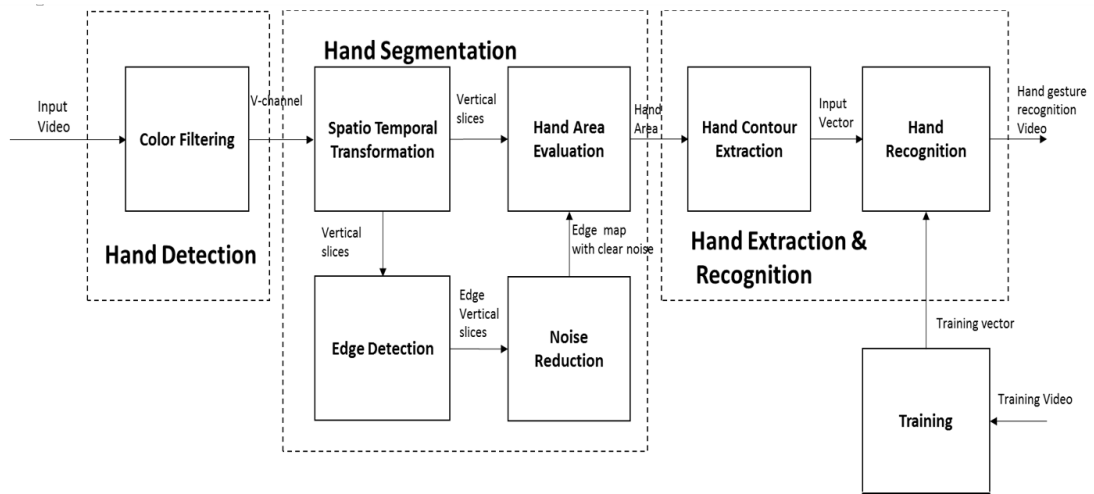 Input
Video
Color Filtering
Hand Detection
V-channel
Hand Segmentation
Spatio Temporal
Transformation
Vertical
slices
Hand Area
Evaluation
Vertical
slices
Edge Detection
Edge
Vertical
slices
Noise
Reduction
Edge map
with clear noise
Hand
Area
Hand Contour
Extraction
Input
Vector
Hand
Recognition
Hand gesture
recognition
Video
Hand Extraction &
Recognition
Training vector
Training
Training Video